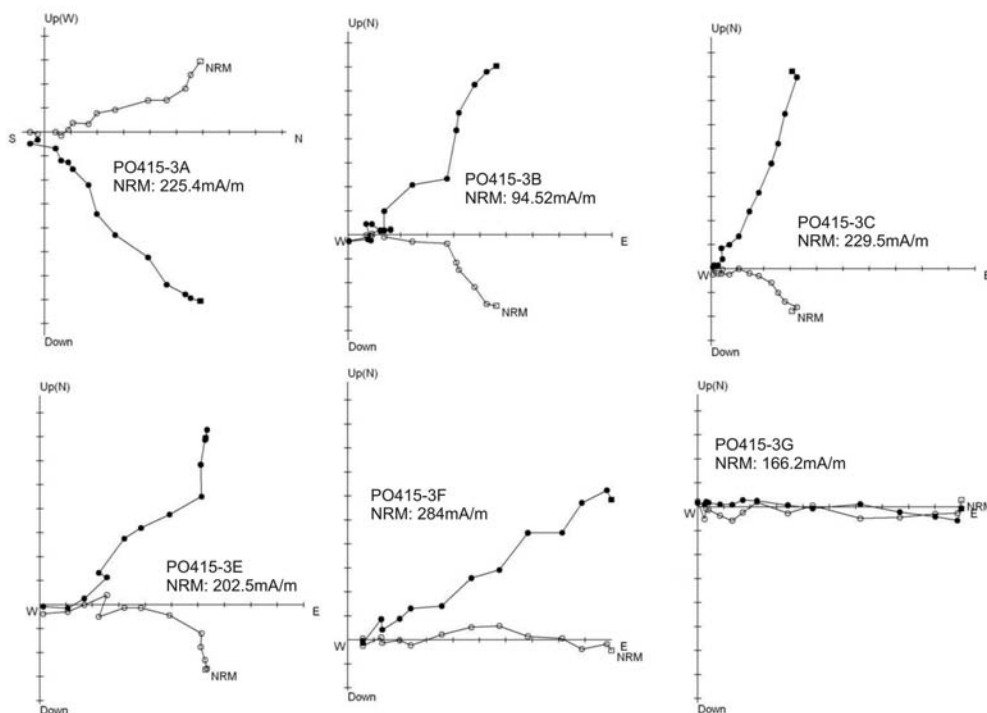 Up(W)
NRM
S
N
PO415-3A
NRM: 225.4mA/m
Down
Up(N)
PO415-3B
NRM: 94.52mA/m
W
E
NRM
Down
Up(N)
PO415-3C
NRM: 229.5mA/m
W
E
NRM
Down
Up(N)
PO415-3E
NRM: 202.5mA/m
W
E
NRM
Down
Up(N)
PO415-3F
NRM: 284mA/m
W
E
NRM
Down
Up(N)
PO415-3G
NRM: 166.2mA/m
NRM
W
E
Down